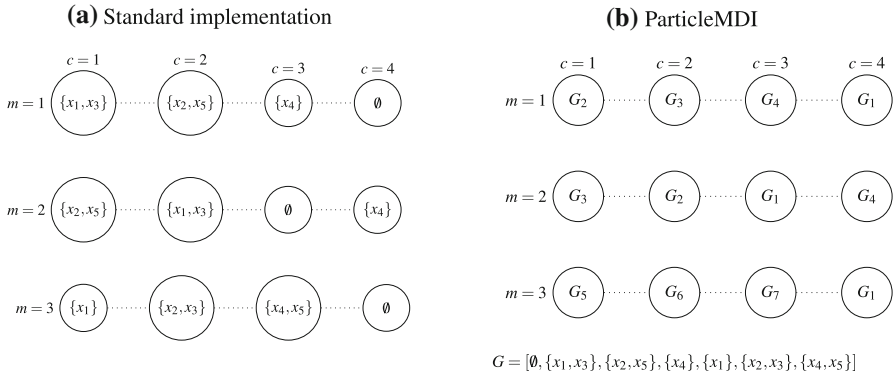 (a) Standard implementation
c = 1 c = 2 c = 3 c = 4
m = 1 {x₁, x₃} {x₂, x₅} {x₄} ∅
m = 2 {x₂, x₅} {x₁, x₃} ∅ {x₄}
m = 3 {x₁} {x₂, x₃} {x₄, x₅} ∅
(b) ParticleMDI
c = 1 c = 2 c = 3 c = 4
m = 1 G₂ G₃ G₄ G₁
m = 2 G₃ G₂ G₁ G₄
m = 3 G₅ G₆ G₇ G₁
G = [∅, {x₁, x₃}, {x₂, x₅}, {x₄}, {x₁}, {x₂, x₃}, {x₄, x₅}]